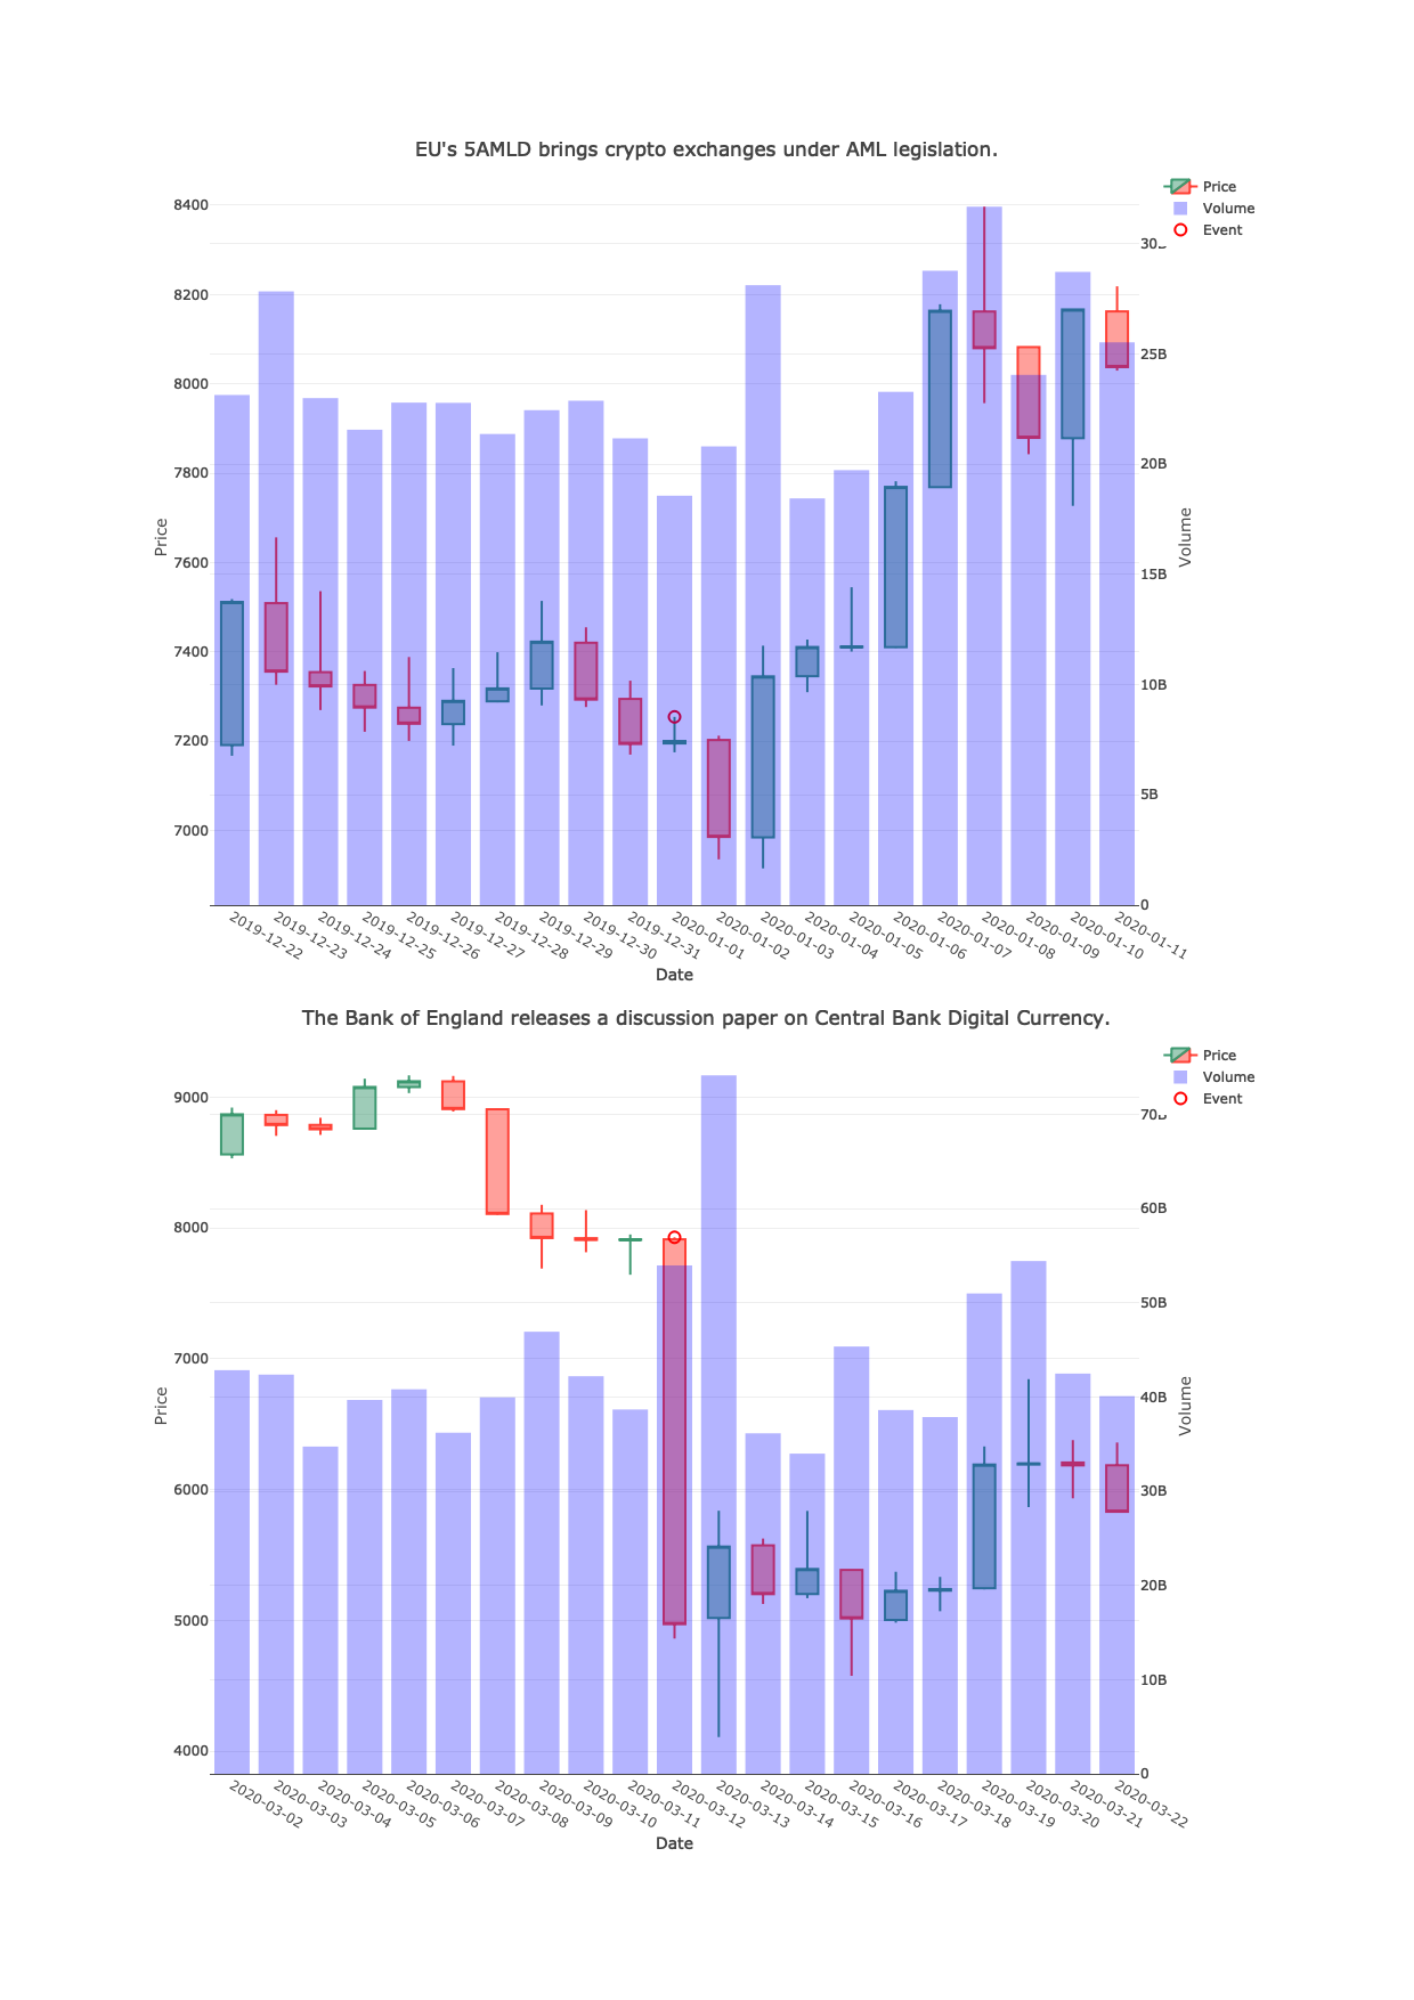 EU's 5AMLD brings crypto exchanges under AML legislation.
Price
Volume
Event
8400
8200
8000
7800
7600
7400
7200
7000
Price
30
25B
20B
15B
10B
5B
0
Volume
2019-12-22
2019-12-23
2019-12-24
2019-12-25
2019-12-26
2019-12-27
2019-12-28
2019-12-29
2019-12-30
2019-12-31
2020-01-01
2020-01-02
2020-01-03
2020-01-04
2020-01-05
2020-01-06
2020-01-07
2020-01-08
2020-01-09
2020-01-10
2020-01-11
Date
The Bank of England releases a discussion paper on Central Bank Digital Currency.
Price
Volume
Event
9000
8000
7000
6000
5000
4000
Price
70B
60B
50B
40B
30B
20B
10B
0
Volume
2020-03-02
2020-03-03
2020-03-04
2020-03-05
2020-03-06
2020-03-07
2020-03-08
2020-03-09
2020-03-10
2020-03-11
2020-03-12
2020-03-13
2020-03-14
2020-03-15
2020-03-16
2020-03-17
2020-03-18
2020-03-19
2020-03-20
2020-03-21
2020-03-22
Date